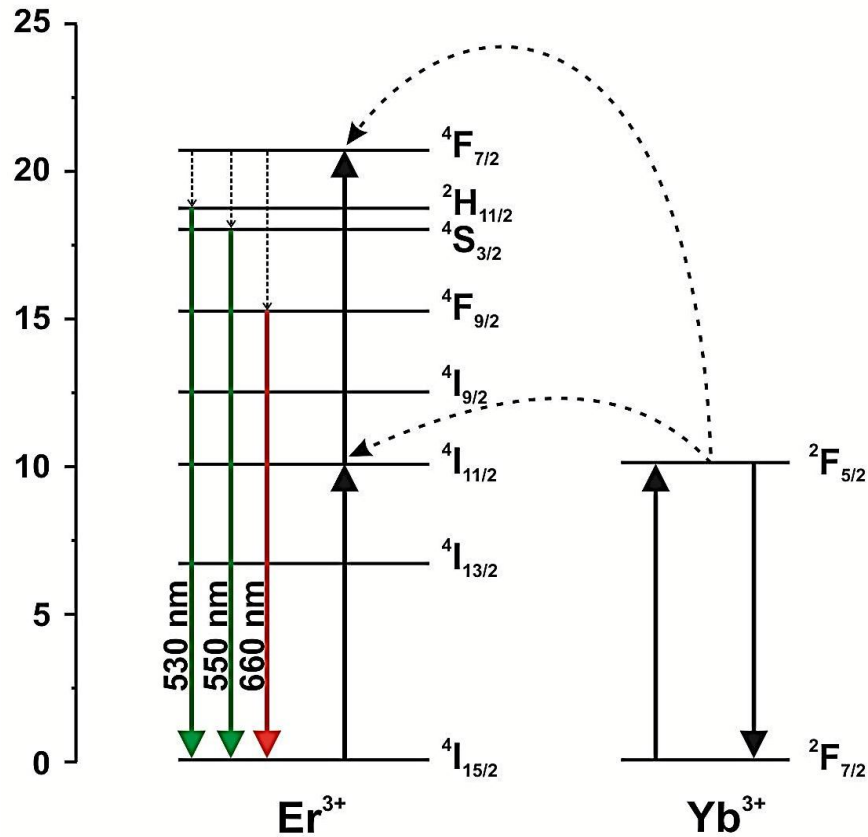 25
20
15
10
5
0
⁴F₇/₂
²H₁₁/₂
⁴S₃/₂
⁴F₉/₂
⁴I₉/₂
⁴I₁₁/₂
⁴I₁₃/₂
⁴I₁₅/₂
530 nm
550 nm
660 nm
²F₅/₂
²F₇/₂
Er³⁺
Yb³⁺